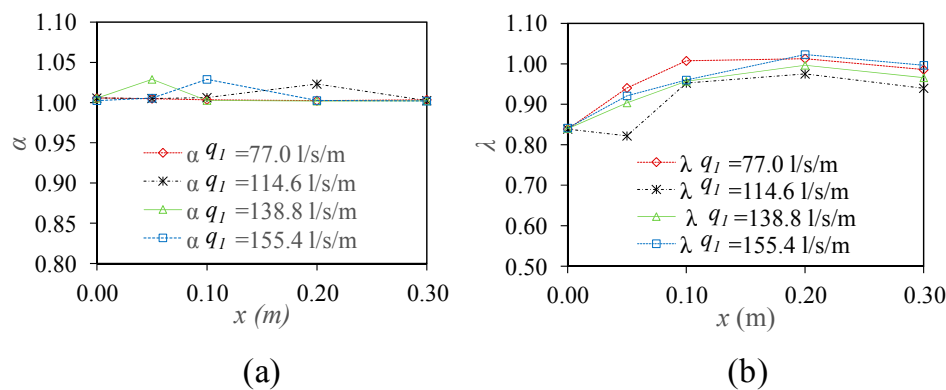 1.10
1.05
1.00
0.95
0.90
0.85
0.80
α
α q1 =77.0 l/s/m
α q1 =114.6 l/s/m
α q1 =138.8 l/s/m
α q1 =155.4 l/s/m
0.00 0.10 0.20 0.30
x (m)
(a)
1.10
1.00
0.90
0.80
0.70
0.60
0.50
λ
λ q1 =77.0 l/s/m
λ q1 =114.6 l/s/m
λ q1 =138.8 l/s/m
λ q1 =155.4 l/s/m
0.00 0.10 0.20 0.30
x (m)
(b)